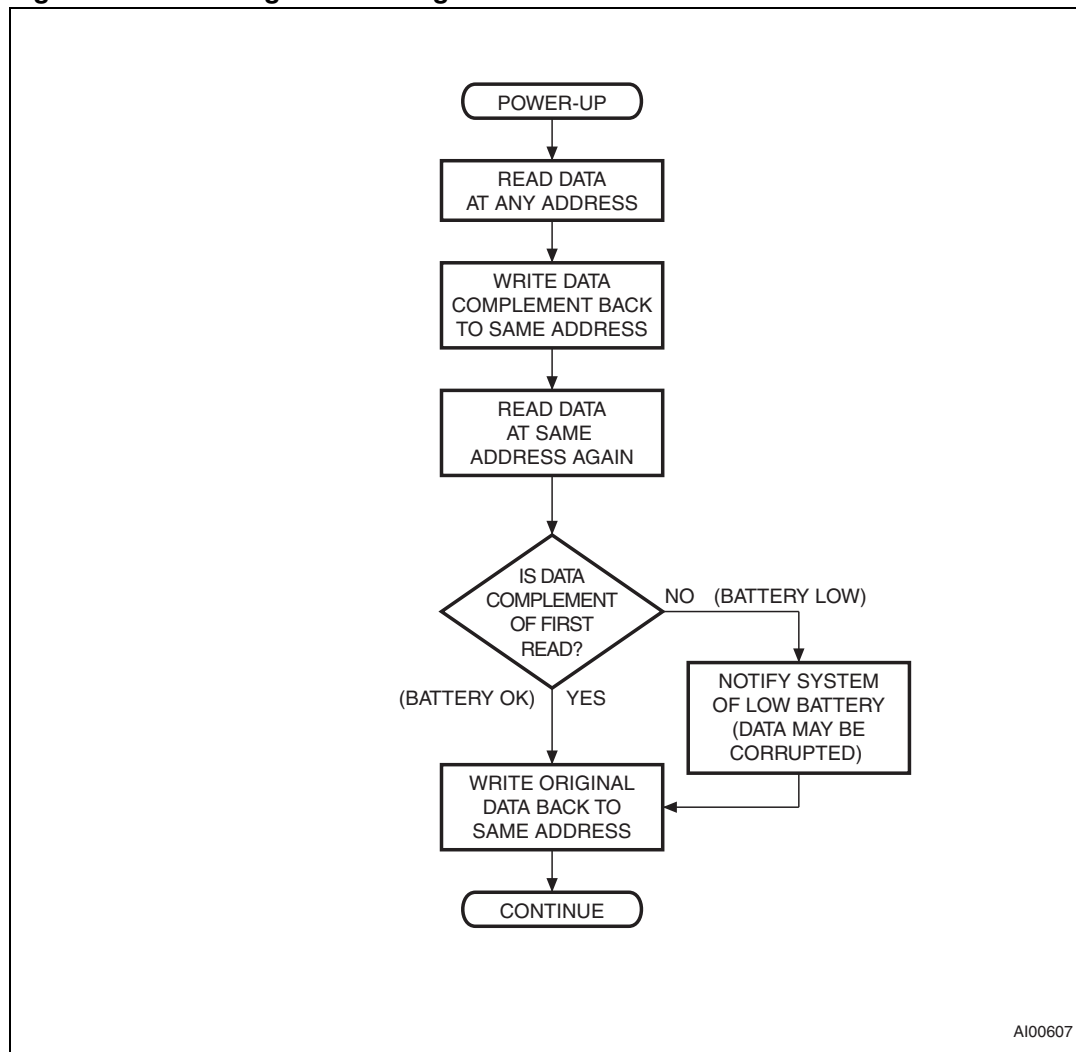 POWER-UP
READ DATA
AT ANY ADDRESS
WRITE DATA
COMPLEMENT BACK
TO SAME ADDRESS
READ DATA
AT SAME
ADDRESS AGAIN
IS DATA
COMPLEMENT
OF FIRST
READ?
NO (BATTERY LOW)
(BATTERY OK) YES
NOTIFY SYSTEM
OF LOW BATTERY
(DATA MAY BE
CORRUPTED)
WRITE ORIGINAL
DATA BACK TO
SAME ADDRESS
CONTINUE
AI00607